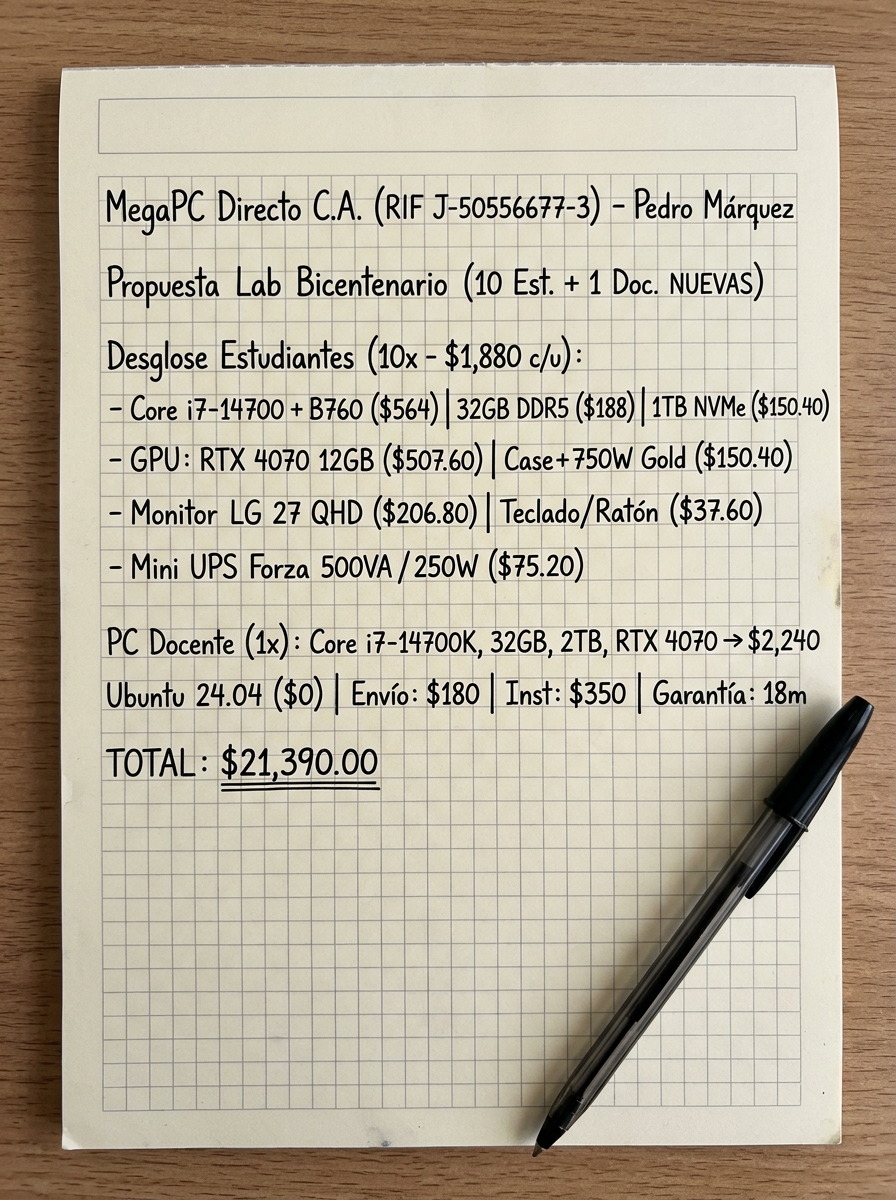 MegaPC Directo C.A. (RIF J-50556677-3) - Pedro Márquez
Propuesta Lab Bicentenario (10 Est. + 1 Doc. NUEVAS)
Desglose Estudiantes (10x - $1,880 c/u):
- Core i7-14700 + B760 ($564) | 32GB DDR5 ($188) | 1TB NVMe ($150.40)
- GPU: RTX 4070 12GB ($507.60) | Case+750W Gold ($150.40)
- Monitor LG 27 QHD ($206.80) | Teclado/Ratón ($37.60)
- Mini UPS Forza 500VA/250W ($75.20)
PC Docente (1x): Core i7-14700K, 32GB, 2TB, RTX 4070 → $2,240
Ubuntu 24.04 ($0) | Envío: $180 | Inst: $350 | Garantía: 18m
TOTAL: $21,390.00